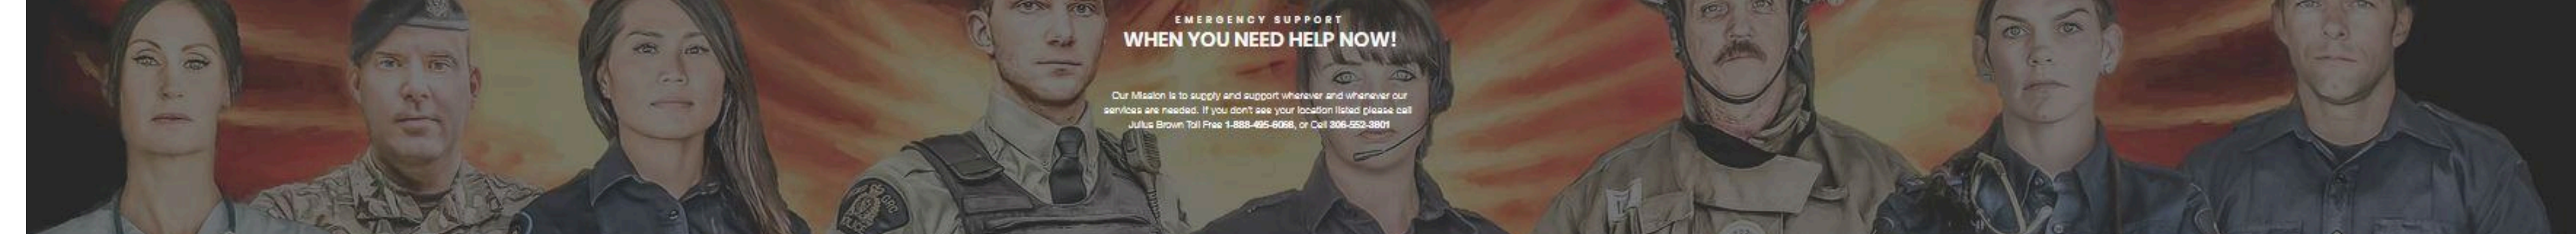 EMERGENCY SUPPORT
WHEN YOU NEED HELP NOW!
Our Mission is to supply and support wherever and whenever our
services are needed. If you don't see your location listed please call
Julius Brown Toll Free 1-888-495-6068, or Cell 306-552-3801
GRC
POLICE